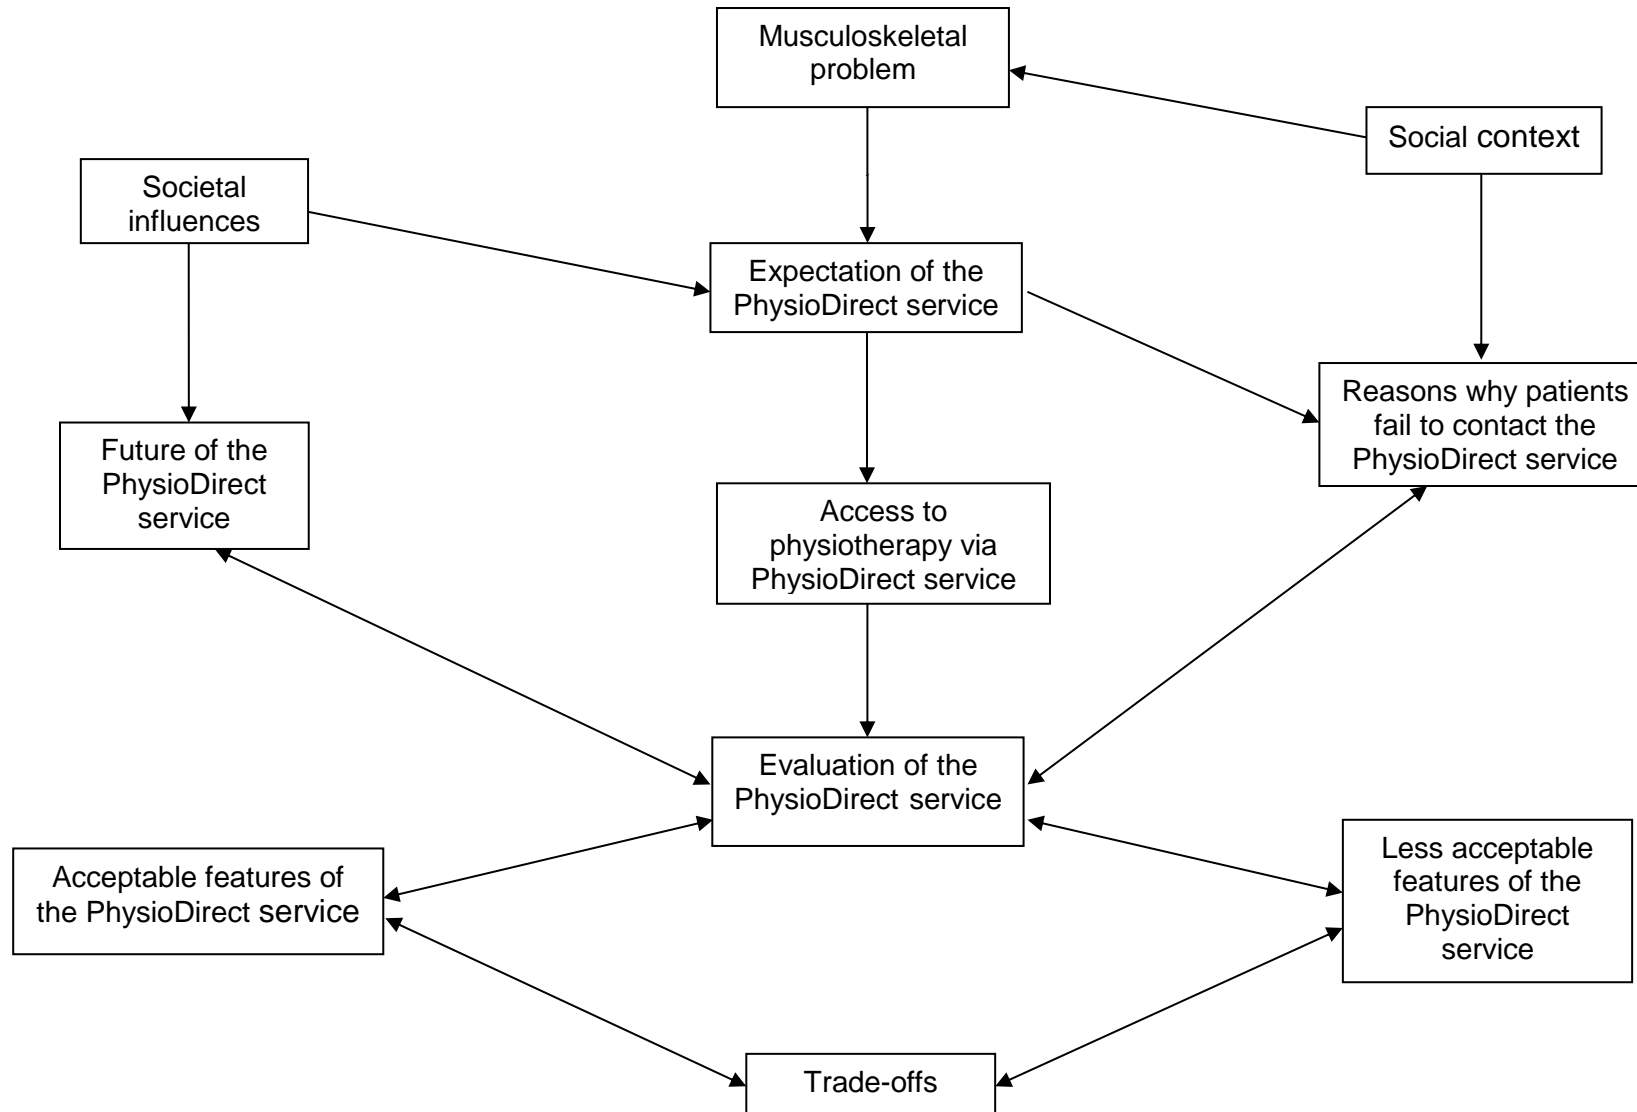 Musculoskeletal
problem
Social context
Societal
influences
Expectation of the
PhysioDirect service
Reasons why patients
fail to contact the
PhysioDirect service
Future of the
PhysioDirect
service
Access to
physiotherapy via
PhysioDirect service
Evaluation of the
PhysioDirect service
Acceptable features of
the PhysioDirect service
Less acceptable
features of the
PhysioDirect
service
Trade-offs